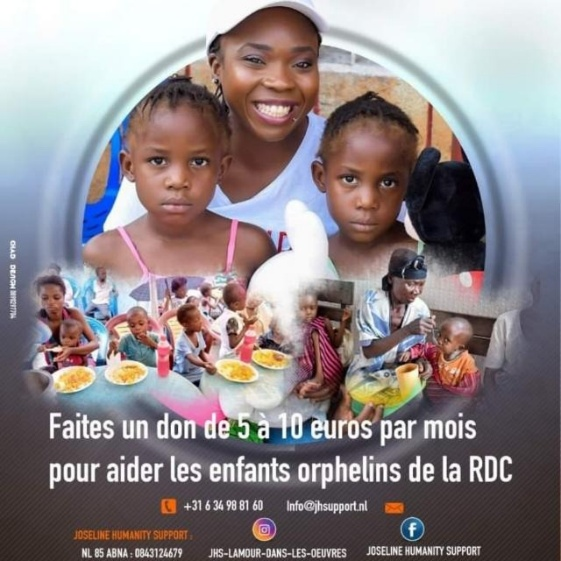 Faites un don de 5 à 10 euros par mois
pour aider les enfants orphelins de la RDC
+31 6 34 98 81 60
Info@jhsupport.nl
JOSELINE HUMANITY SUPPORT :
NL 85 ABNA : 0843124679
JHS-LAMOUR-DANS-LES-OEUVRES
JOSELINE HUMANITY SUPPORT